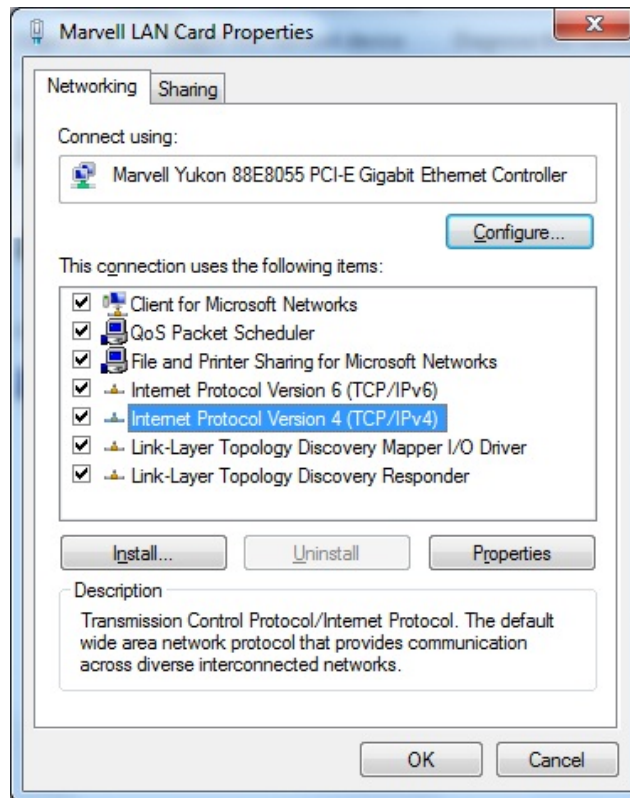 Marvell LAN Card Properties
Networking
Sharing
Connect using:
Marvell Yukon 88E8055 PCI-E Gigabit Ethernet Controller
Configure...
This connection uses the following items:
Client for Microsoft Networks
QoS Packet Scheduler
File and Printer Sharing for Microsoft Networks
Internet Protocol Version 6 (TCP/IPv6)
Internet Protocol Version 4 (TCP/IPv4)
Link-Layer Topology Discovery Mapper I/O Driver
Link-Layer Topology Discovery Responder
Install...
Uninstall
Properties
Description
Transmission Control Protocol/Internet Protocol. The default
wide area network protocol that provides communication
across diverse interconnected networks.
OK
Cancel